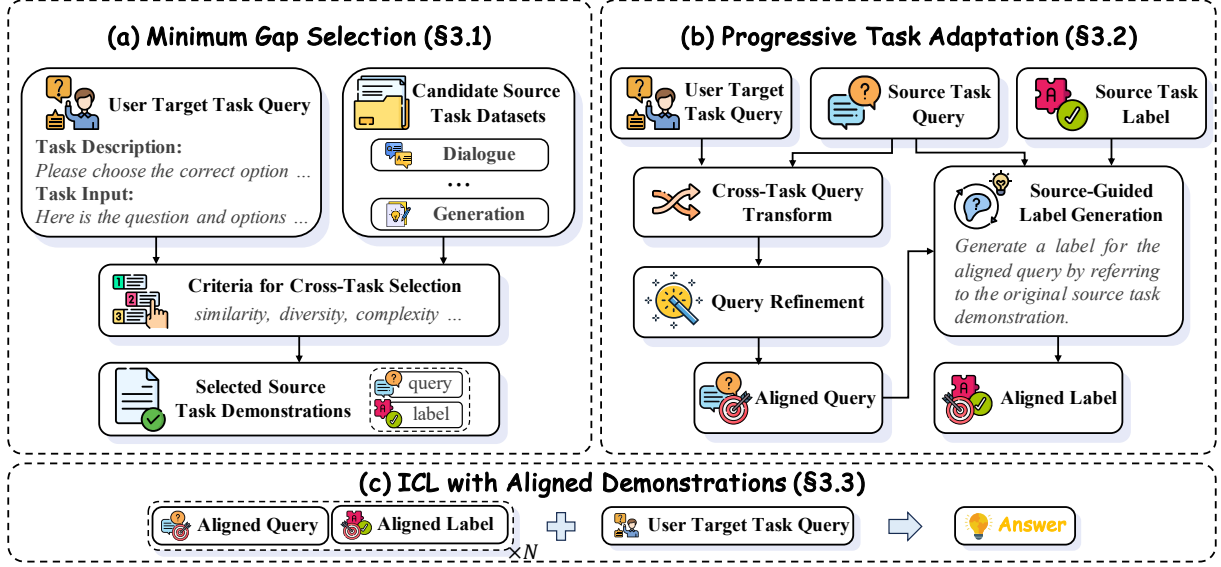 (a) Minimum Gap Selection (§3.1)
User Target Task Query
Task Description:
Please choose the correct option ...
Task Input:
Here is the question and options ...
Candidate Source
Task Datasets
Dialogue
...
Generation
Criteria for Cross-Task Selection
similarity, diversity, complexity ...
Selected Source
Task Demonstrations
query
label
(b) Progressive Task Adaptation (§3.2)
User Target
Task Query
Source Task
Query
Source Task
Label
Cross-Task Query
Transform
Source-Guided
Label Generation
Generate a label for the
aligned query by referring
to the original source task
demonstration.
Query Refinement
Aligned Query
Aligned Label
(c) ICL with Aligned Demonstrations (§3.3)
Aligned Query
Aligned Label
×N
User Target Task Query
Answer